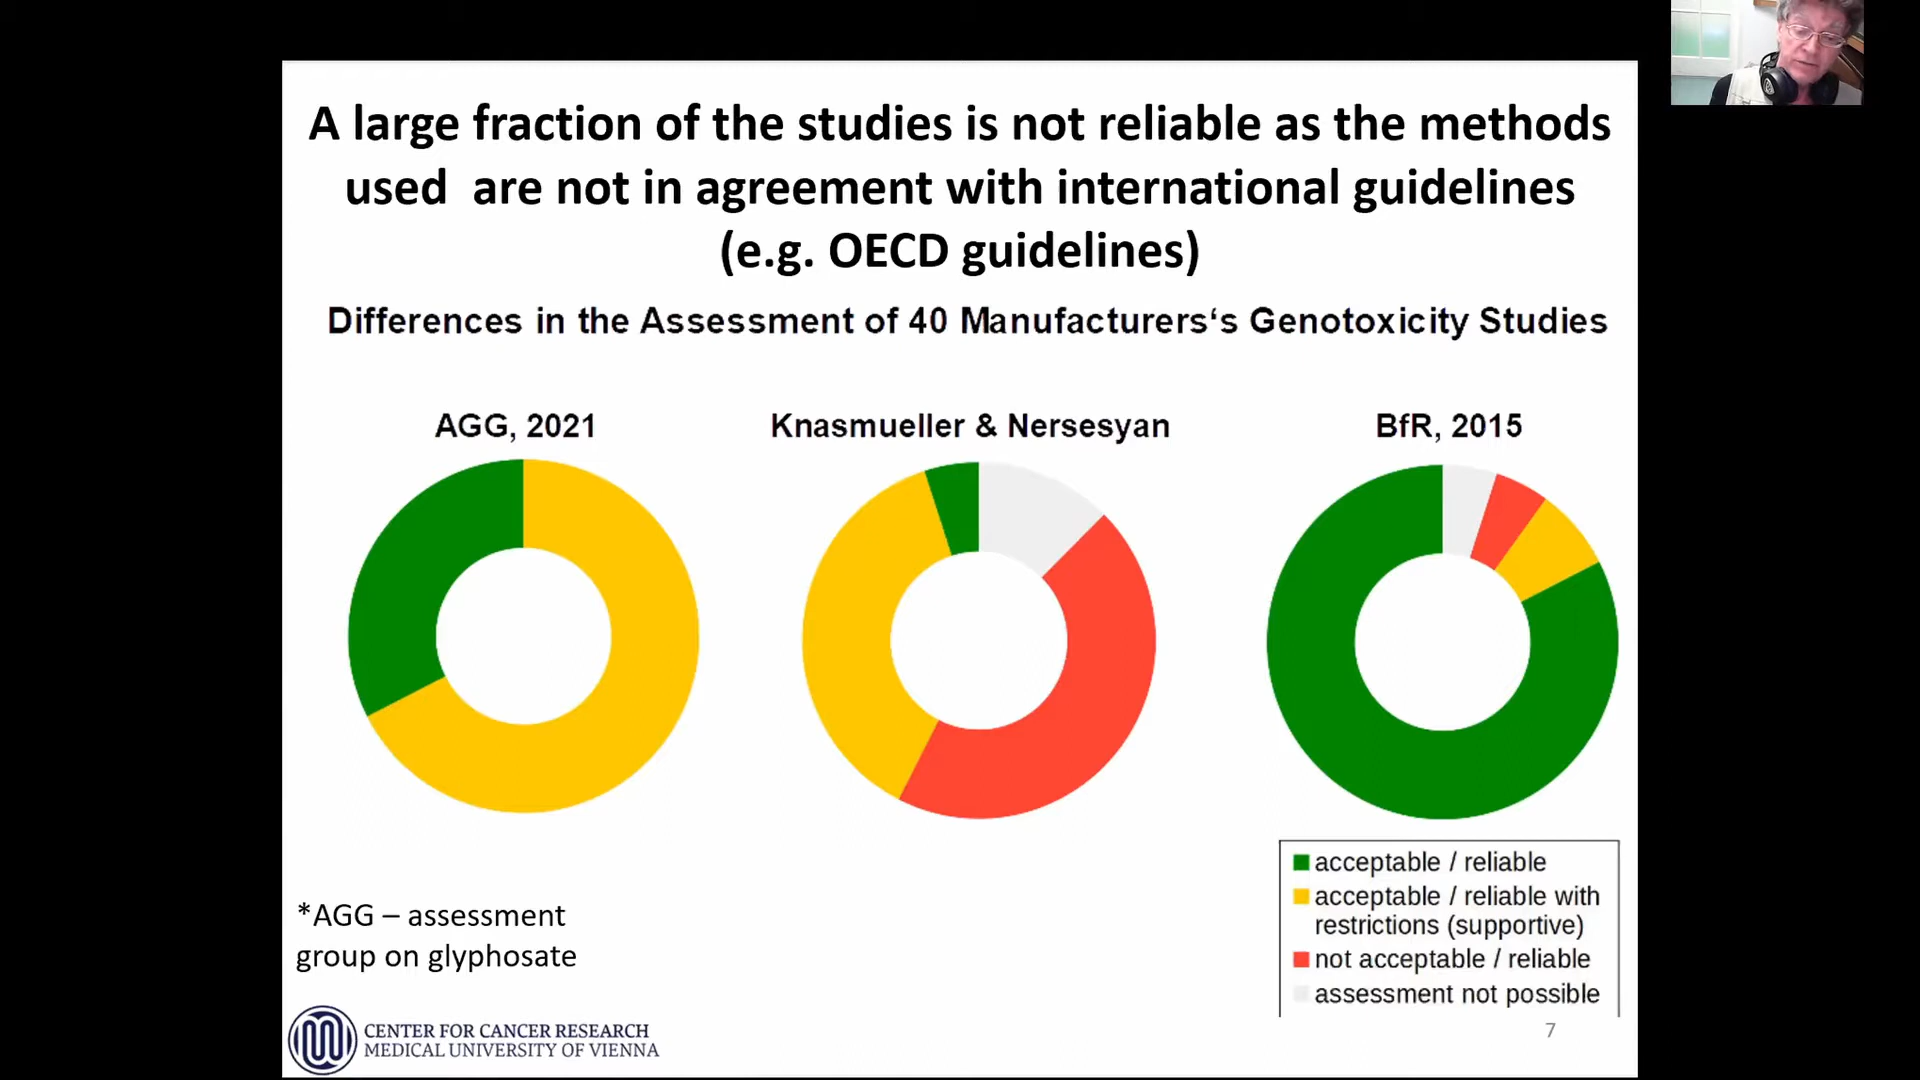 A large fraction of the studies is not reliable as the methods
used  are not in agreement with international guidelines
(e.g. OECD guidelines)
Differences in the Assessment of 40 Manufacturers‘s Genotoxicity Studies
AGG, 2021
Knasmueller & Nersesyan
BfR, 2015
acceptable / reliable
acceptable / reliable with
restrictions (supportive)
not acceptable / reliable
assessment not possible
*AGG – assessment
group on glyphosate
CENTER FOR CANCER RESEARCH
MEDICAL UNIVERSITY OF VIENNA
7